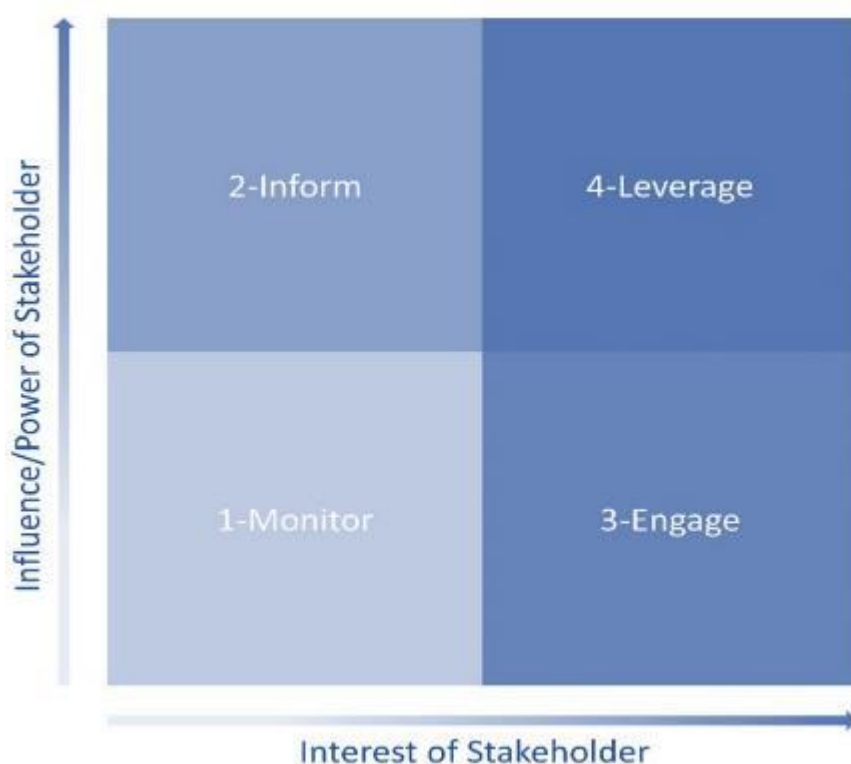 Influence/Power of Stakeholder
2-Inform
4-Leverage
1-Monitor
3-Engage
Interest of Stakeholder